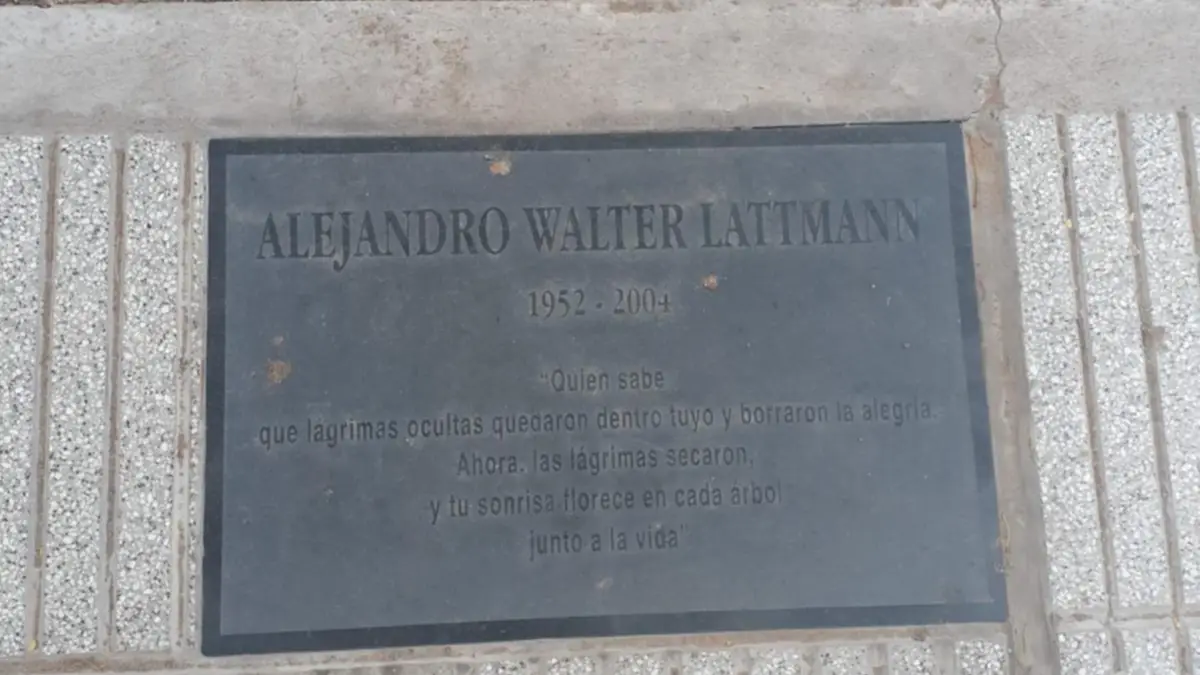 ALEJANDRO WALTER LATTMANN
1952 - 2004
"Quien sabe
que lágrimas ocultas quedaron dentro tuyo y borraron la alegría.
Ahora, las lágrimas secaron,
y tu sonrisa florece en cada árbol
junto a la vida"